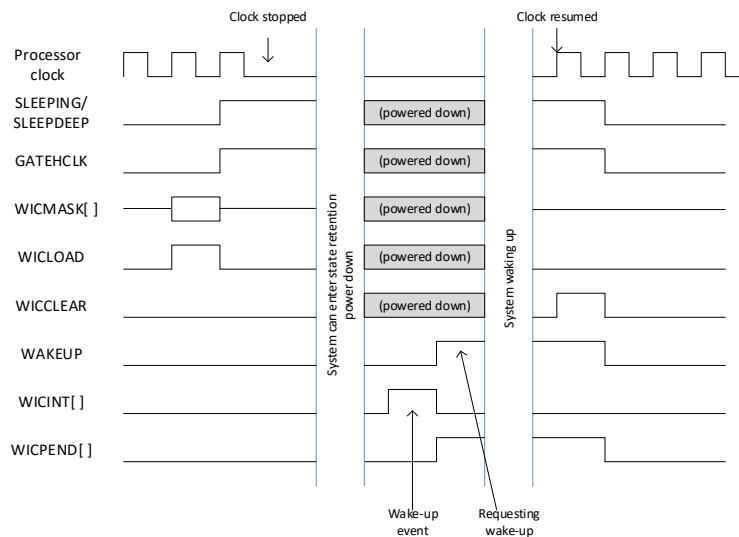 Clock stopped
Clock resumed
Processor
clock
SLEEPING/
SLEEPDEEP
(powered down)
GATEHCLK
(powered down)
WICMASK[ ]
(powered down)
WICLOAD
(powered down)
WICCLEAR
(powered down)
WAKEUP
WICINT[ ]
WICPEND[ ]
System can enter state retention
power down
System waking up
Wake-up
event
Requesting
wake-up